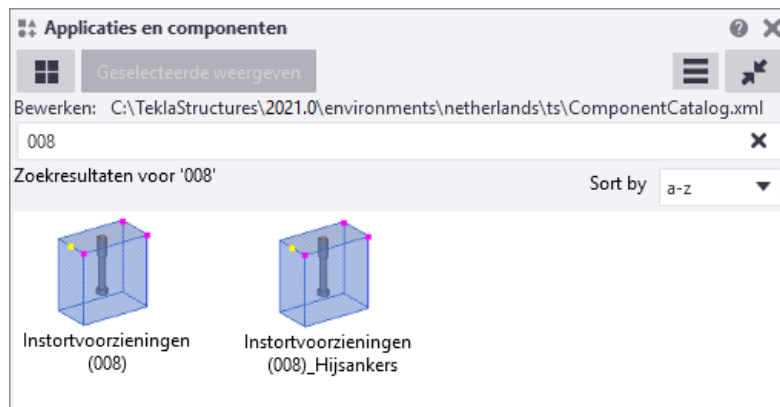 Applicaties en componenten
Geselecteerde weergeven
Bewerken: C:\TeklaStructures\2021.0\environments\netherlands\ts\ComponentCatalog.xml
008
Zoekresultaten voor '008'
Sort by a-z
Instortvoorzieningen
(008)
Instortvoorzieningen
(008)_Hijsankers